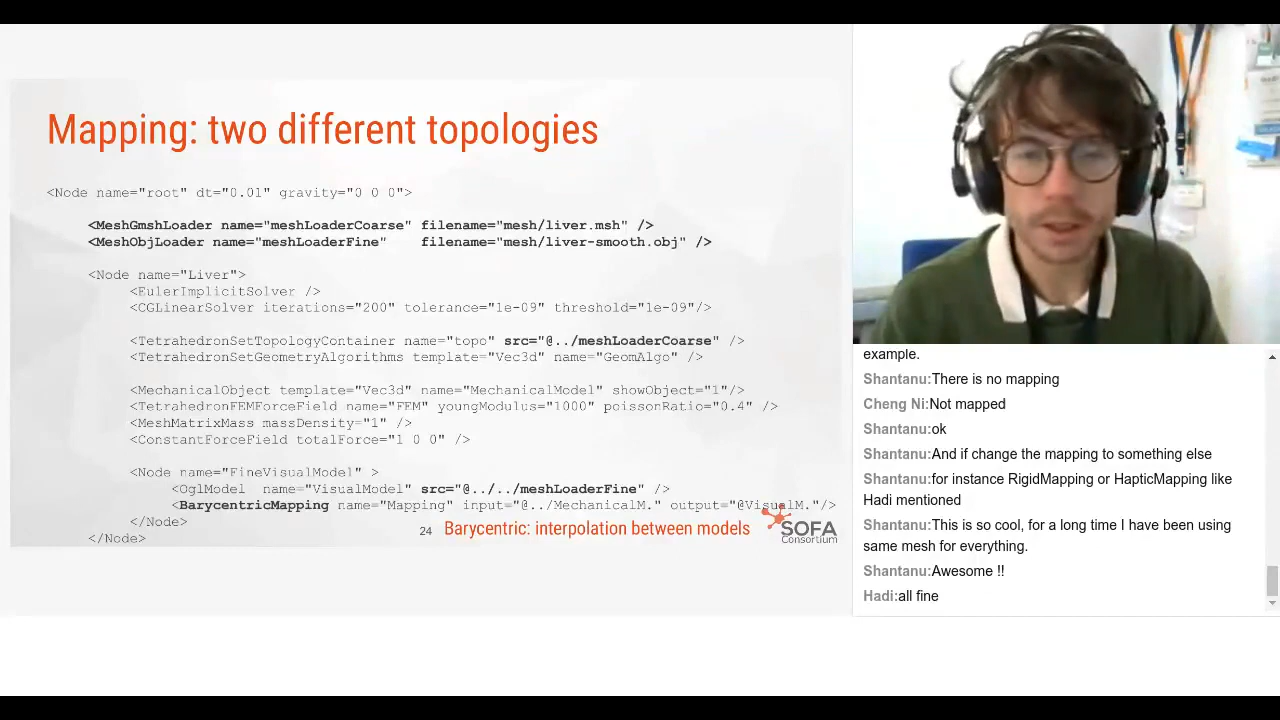 Mapping: two different topologies
<Node name="root" dt="0.01" gravity="0 0 0">
<MeshGmshLoader name="meshLoaderCoarse" filename="mesh/liver.msh" />
<MeshObjLoader name="meshLoaderFine" filename="mesh/liver-smooth.obj" />
<Node name="Liver">
<EulerImplicitSolver />
<CGLinearSolver iterations="200" tolerance="1e-09" threshold="1e-09"/>
<TetrahedronSetTopologyContainer name="topo" src="@../meshLoaderCoarse" />
<TetrahedronSetGeometryAlgorithms template="Vec3d" name="GeomAlgo" />
<MechanicalObject template="Vec3d" name="MechanicalModel" showObject="1"/>
<TetrahedronFEMForceField name="FEM" youngModulus="1000" poissonRatio="0.4" />
<MeshMatrixMass massDensity="1" />
<ConstantForceField totalForce="1 0 0" />
<Node name="FineVisualModel" >
<OglModel name="VisualModel" src="@../../meshLoaderFine" />
<BarycentricMapping name="Mapping" input="@../MechanicalM." output="@VisualM."/>
</Node>
</Node>
24 Barycentric: interpolation between models
SOFA
Consortium
example.
Shantanu:There is no mapping
Cheng Ni:Not mapped
Shantanu:ok
Shantanu:And if change the mapping to something else
Shantanu:for instance RigidMapping or HapticMapping like
Hadi mentioned
Shantanu:This is so cool, for a long time I have been using
same mesh for everything.
Shantanu:Awesome !!
Hadi:all fine